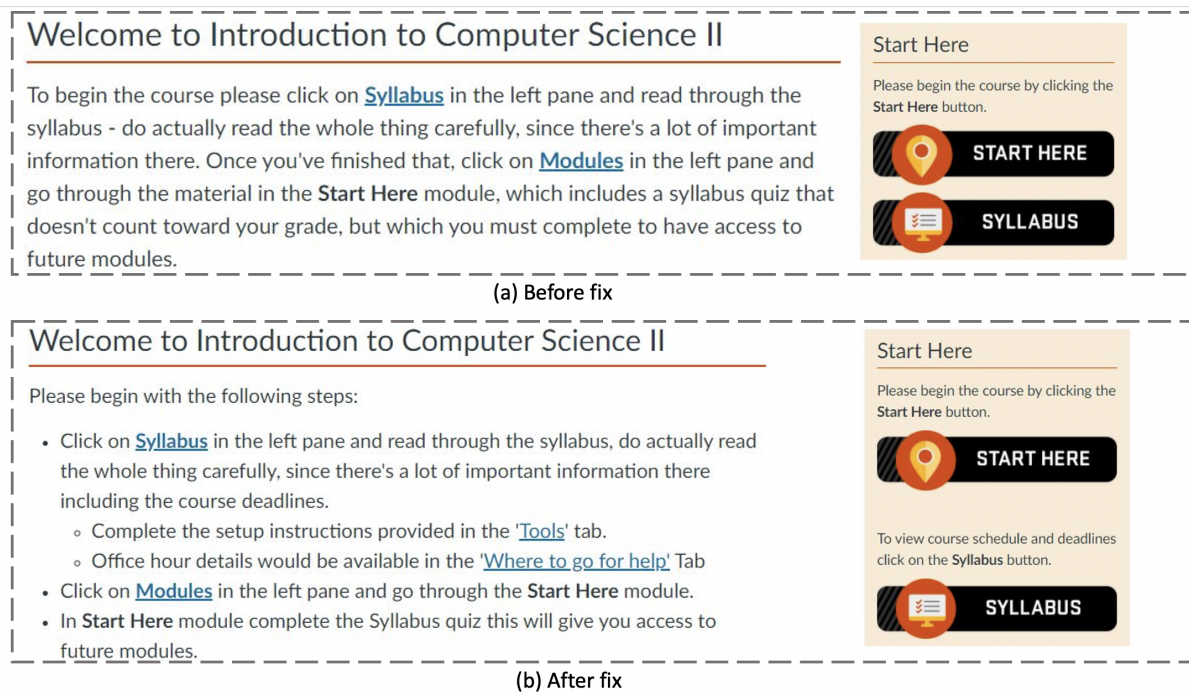 Welcome to Introduction to Computer Science II
To begin the course please click on Syllabus in the left pane and read through the
syllabus - do actually read the whole thing carefully, since there's a lot of important
information there. Once you've finished that, click on Modules in the left pane and
go through the material in the Start Here module, which includes a syllabus quiz that
doesn't count toward your grade, but which you must complete to have access to
future modules.
Start Here
Please begin the course by clicking the
Start Here button.
START HERE
SYLLABUS
(a) Before fix
Welcome to Introduction to Computer Science II
Please begin with the following steps:
• Click on Syllabus in the left pane and read through the syllabus, do actually read
the whole thing carefully, since there's a lot of important information there
including the course deadlines.
◦ Complete the setup instructions provided in the 'Tools' tab.
◦ Office hour details would be available in the 'Where to go for help' Tab
• Click on Modules in the left pane and go through the Start Here module.
• In Start Here module complete the Syllabus quiz this will give you access to
future modules.
Start Here
Please begin the course by clicking the
Start Here button.
START HERE
To view course schedule and deadlines
click on the Syllabus button.
SYLLABUS
(b) After fix